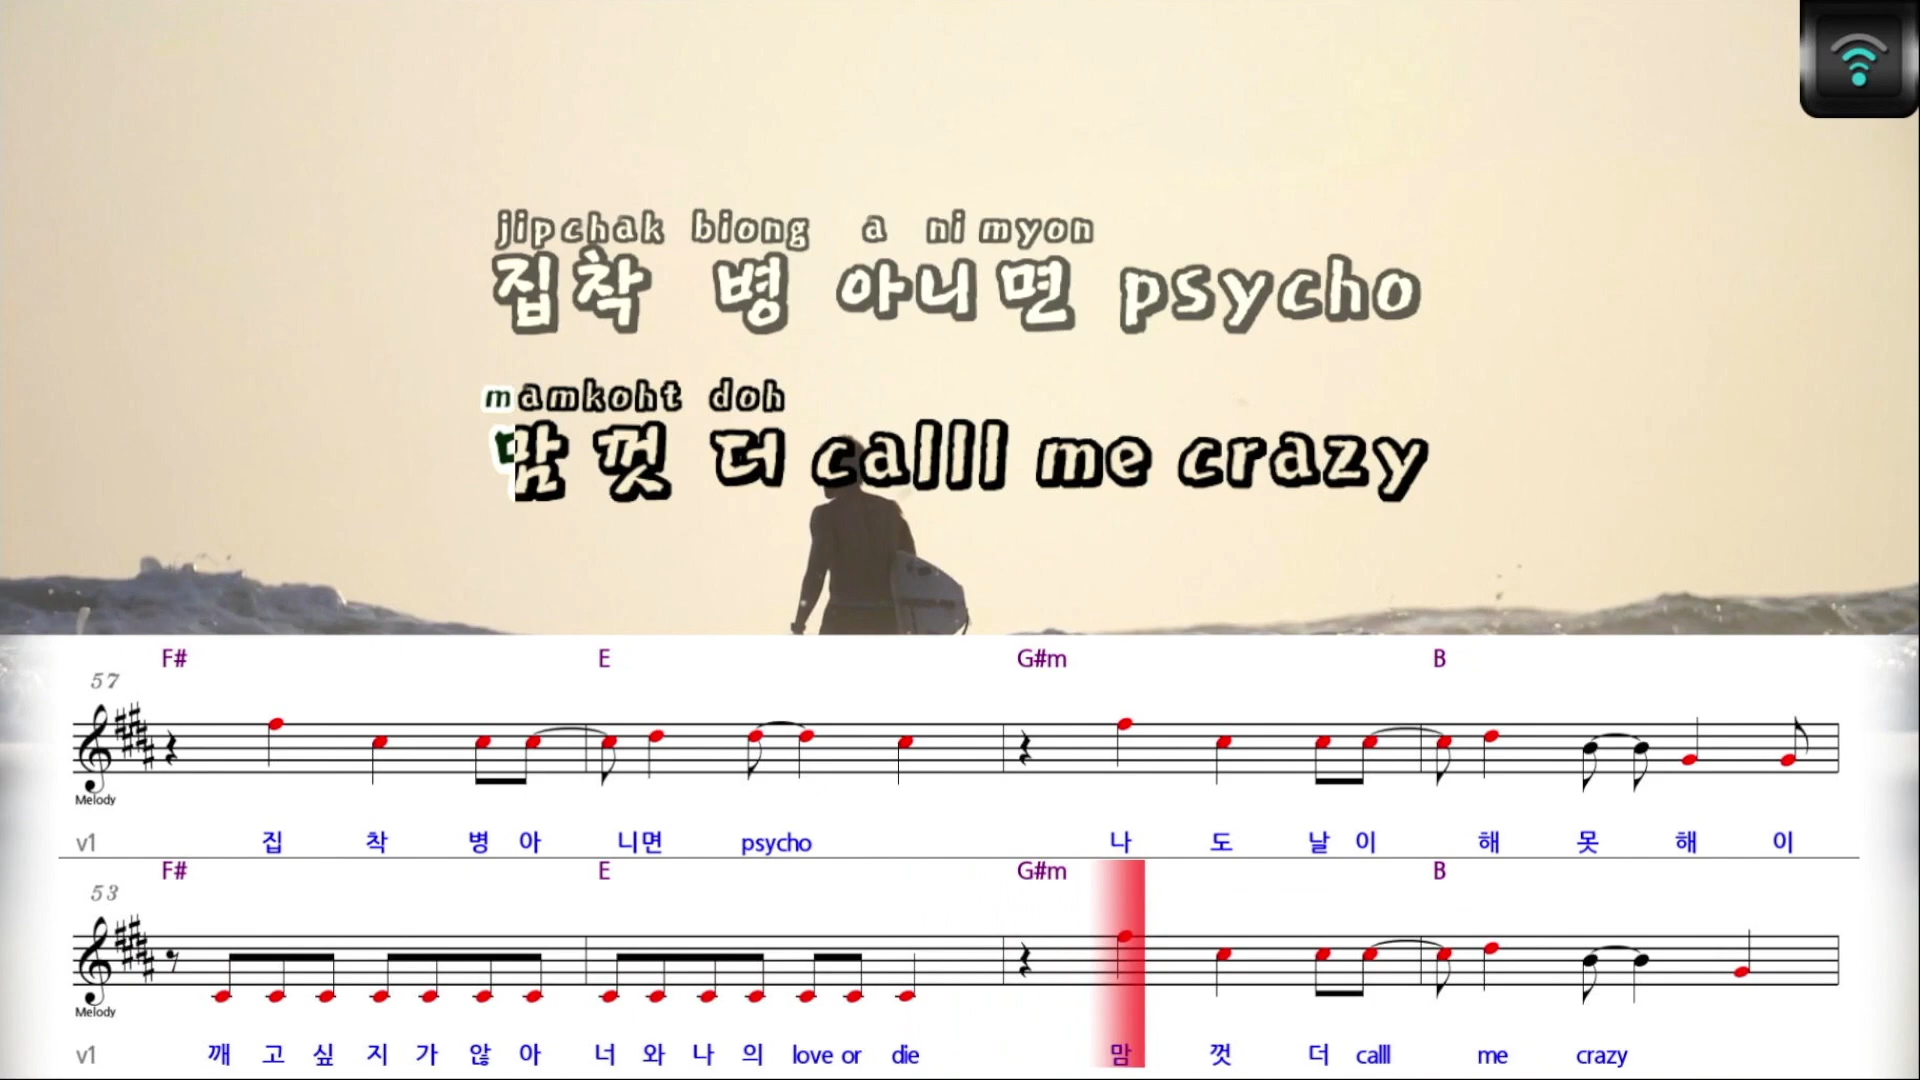 jipchak biong a ni myon
집착 병 아니면 psycho
mamkoht doh
맘껏 더 calll me crazy
F# E G#m B
57
Melody
v1 집 착 병 아 니면 psycho 나 도 날 이 해 못 해 이
F# E G#m B
53
Melody
v1 깨 고 싶 지 가 않 아 너 와 나 의 love or die 맘 껏 더 calll me crazy